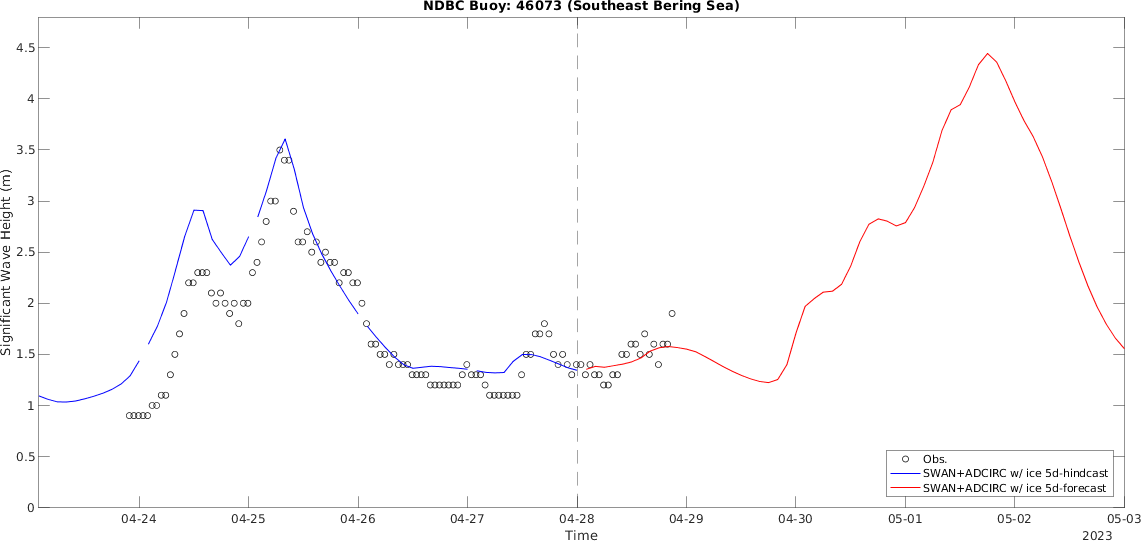 NDBC Buoy: 46073 (Southeast Bering Sea)
Significant Wave Height (m)
4.5
4
3.5
3
2.5
2
1.5
1
0.5
0
Obs.
SWAN+ADCIRC w/ ice 5d-hindcast
SWAN+ADCIRC w/ ice 5d-forecast
04-24 04-25 04-26 04-27 04-28 04-29 04-30 05-01 05-02 05-03
Time
2023